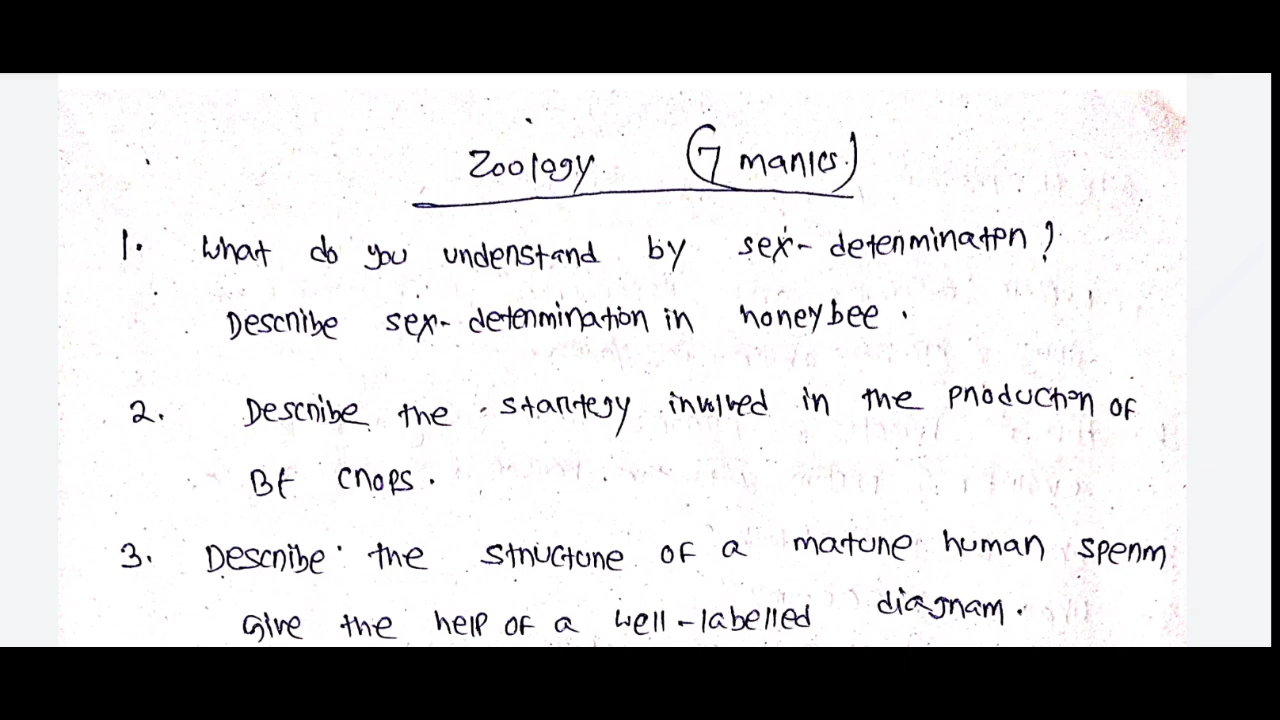 Zoology (7 marks)
1. What do you understand by sex-determination?
Describe sex-determination in honeybee.
2. Describe the startegy involved in the production of
Bt crops.
3. Describe the structure of a mature human sperm
Give the help of a well-labelled diagram.